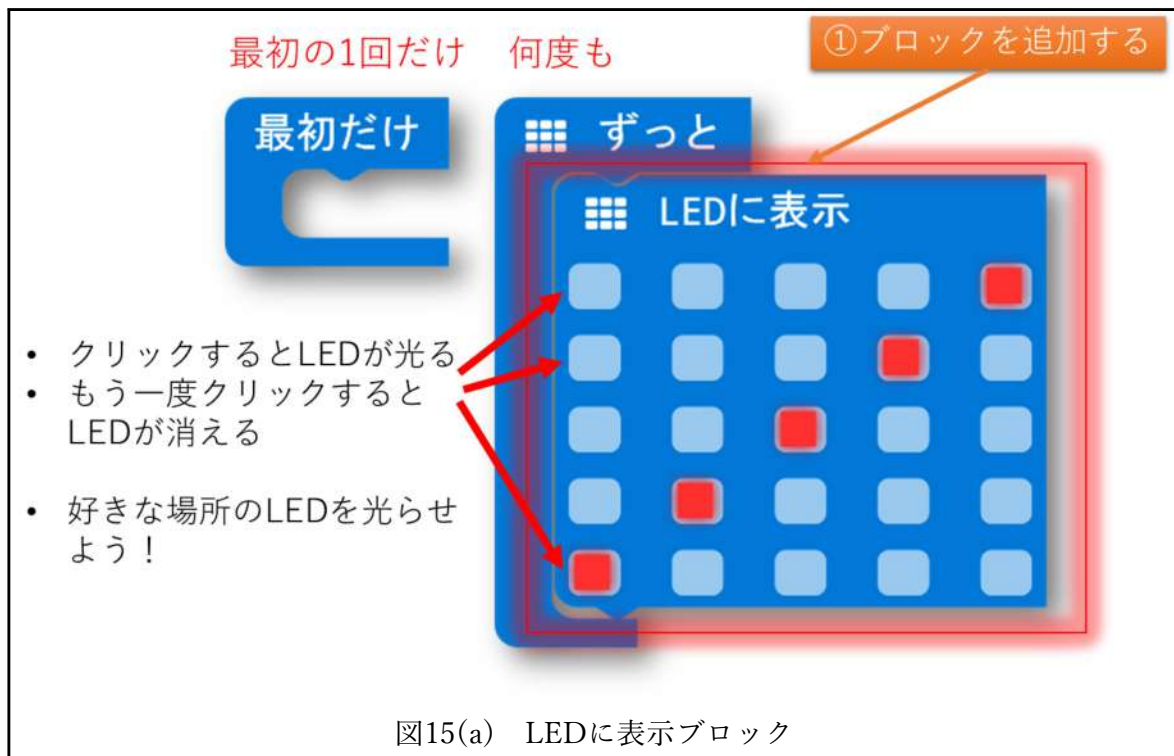 最初の1回だけ 何度も
①ブロックを追加する
最初だけ
ずっと
LEDに表示
• クリックするとLEDが光る
• もう一度クリックすると
LEDが消える
• 好きな場所のLEDを光らせ
よう！
図15(a) LEDに表示ブロック